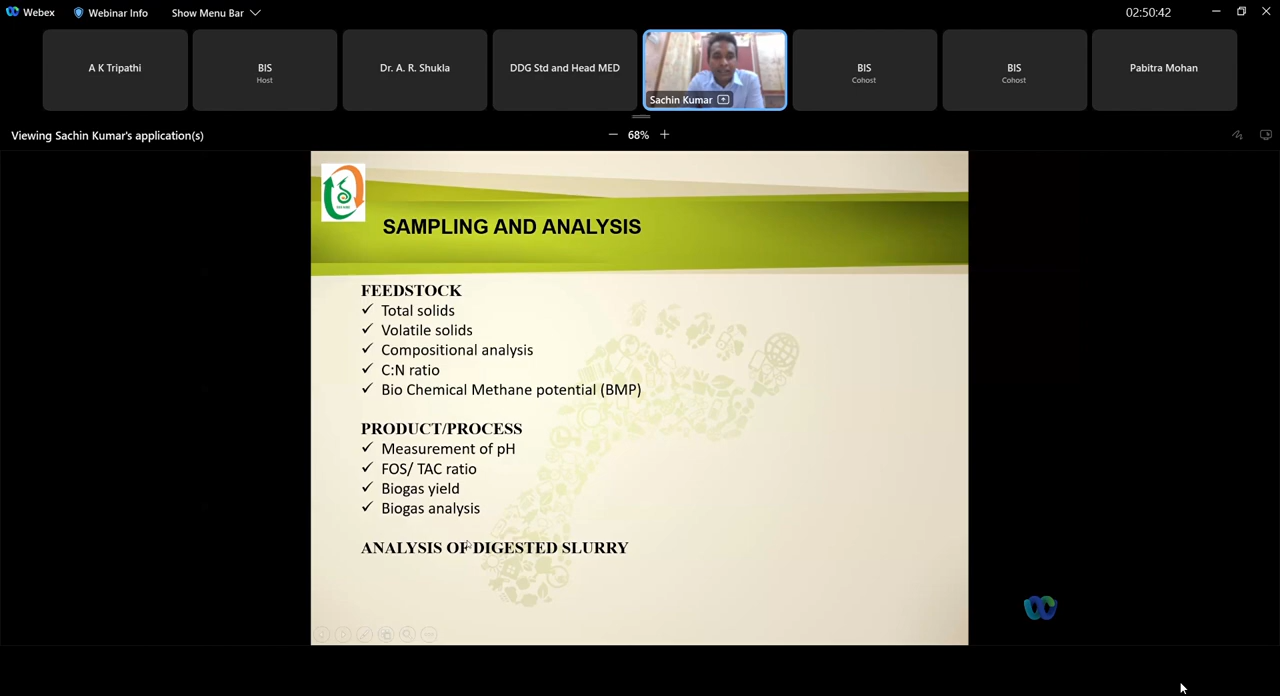 Webex
Webinar Info
Show Menu Bar
02:50:42
A K Tripathi
BIS
Host
Dr. A. R. Shukla
DDG Std and Head MED
Sachin Kumar
BIS
Cohost
BIS
Cohost
Pabitra Mohan
Viewing Sachin Kumar's application(s)
68%
SAMPLING AND ANALYSIS
FEEDSTOCK
✓ Total solids
✓ Volatile solids
✓ Compositional analysis
✓ C:N ratio
✓ Bio Chemical Methane potential (BMP)
PRODUCT/PROCESS
✓ Measurement of pH
✓ FOS/ TAC ratio
✓ Biogas yield
✓ Biogas analysis
ANALYSIS OF DIGESTED SLURRY